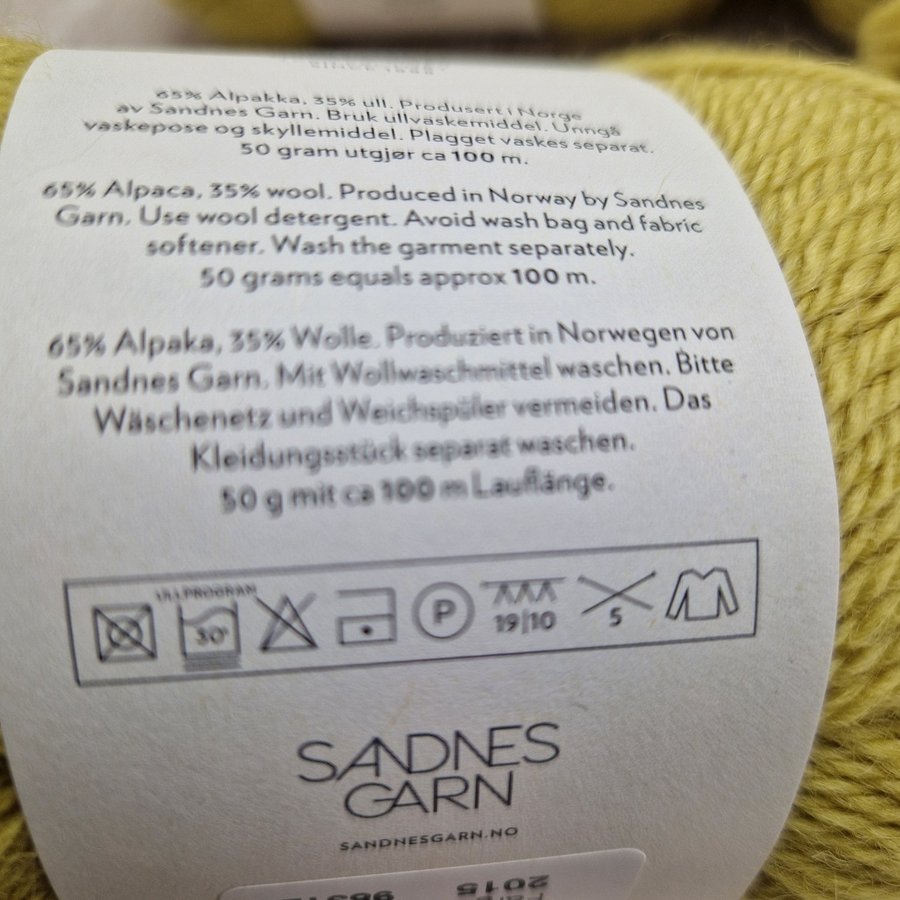 65% Alpakka, 35% ull. Produsert i Norge
av Sandnes Garn. Bruk ullvaskemiddel. Unngå
vaskepose og skyllemiddel. Plagget vaskes separat.
50 gram utgjør ca 100 m.
65% Alpaca, 35% wool. Produced in Norway by Sandnes
Garn. Use wool detergent. Avoid wash bag and fabric
softener. Wash the garment separately.
50 grams equals approx 100 m.
65% Alpaka, 35% Wolle. Produziert in Norwegen von
Sandnes Garn. Mit Wollwaschmittel waschen. Bitte
Wäschenetz und Weichspüler vermeiden. Das
Kleidungsstück separat waschen.
50 g mit ca 100 m Lauflänge.
ULLPROGRAM
30° P 19|10 5
SANDNES
GARN
SANDNESGARN.NO
2015